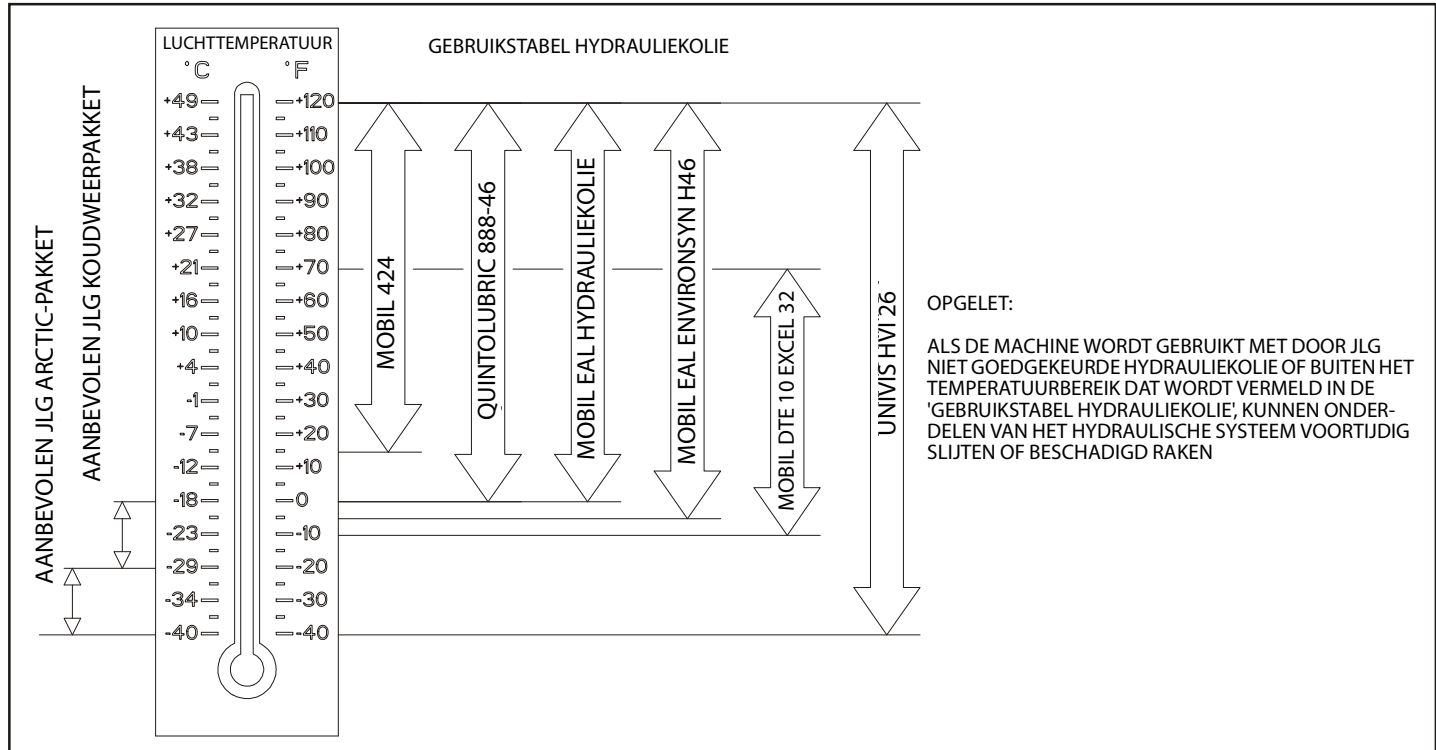 LUCHTTEMPERATUUR
GEBRUIKSTABEL HYDRAULIEKOLIE
°C °F
+49 +120
+43 +110
+38 +100
+32 +90
+27 +80
+21 +70
+16 +60
+10 +50
+4 +40
-1 +30
-7 +20
-12 +10
-18 0
-23 -10
-29 -20
-34 -30
-40 -40
AANBEVOLEN JLG ARCTIC-PAKKET
AANBEVOLEN JLG KOUDWEERPAKKET
MOBIL 424
QUINTOLUBRIC 888-46
MOBIL EAL HYDRAULIEKOLIE
MOBIL EAL ENVIRONSYN H46
MOBIL DTE 10 EXCEL 32
UNIVIS HVI 26
OPGELET:
ALS DE MACHINE WORDT GEBRUIKT MET DOOR JLG
NIET GOEDGEKEURDE HYDRAULIEKOLIE OF BUITEN HET
TEMPERATUURBEREIK DAT WORDT VERMELD IN DE
'GEBRUIKSTABEL HYDRAULIEKOLIE', KUNNEN ONDER-
DELEN VAN HET HYDRAULISCHE SYSTEEM VOORTIJDIG
SLIJTEN OF BESCHADIGD RAKEN